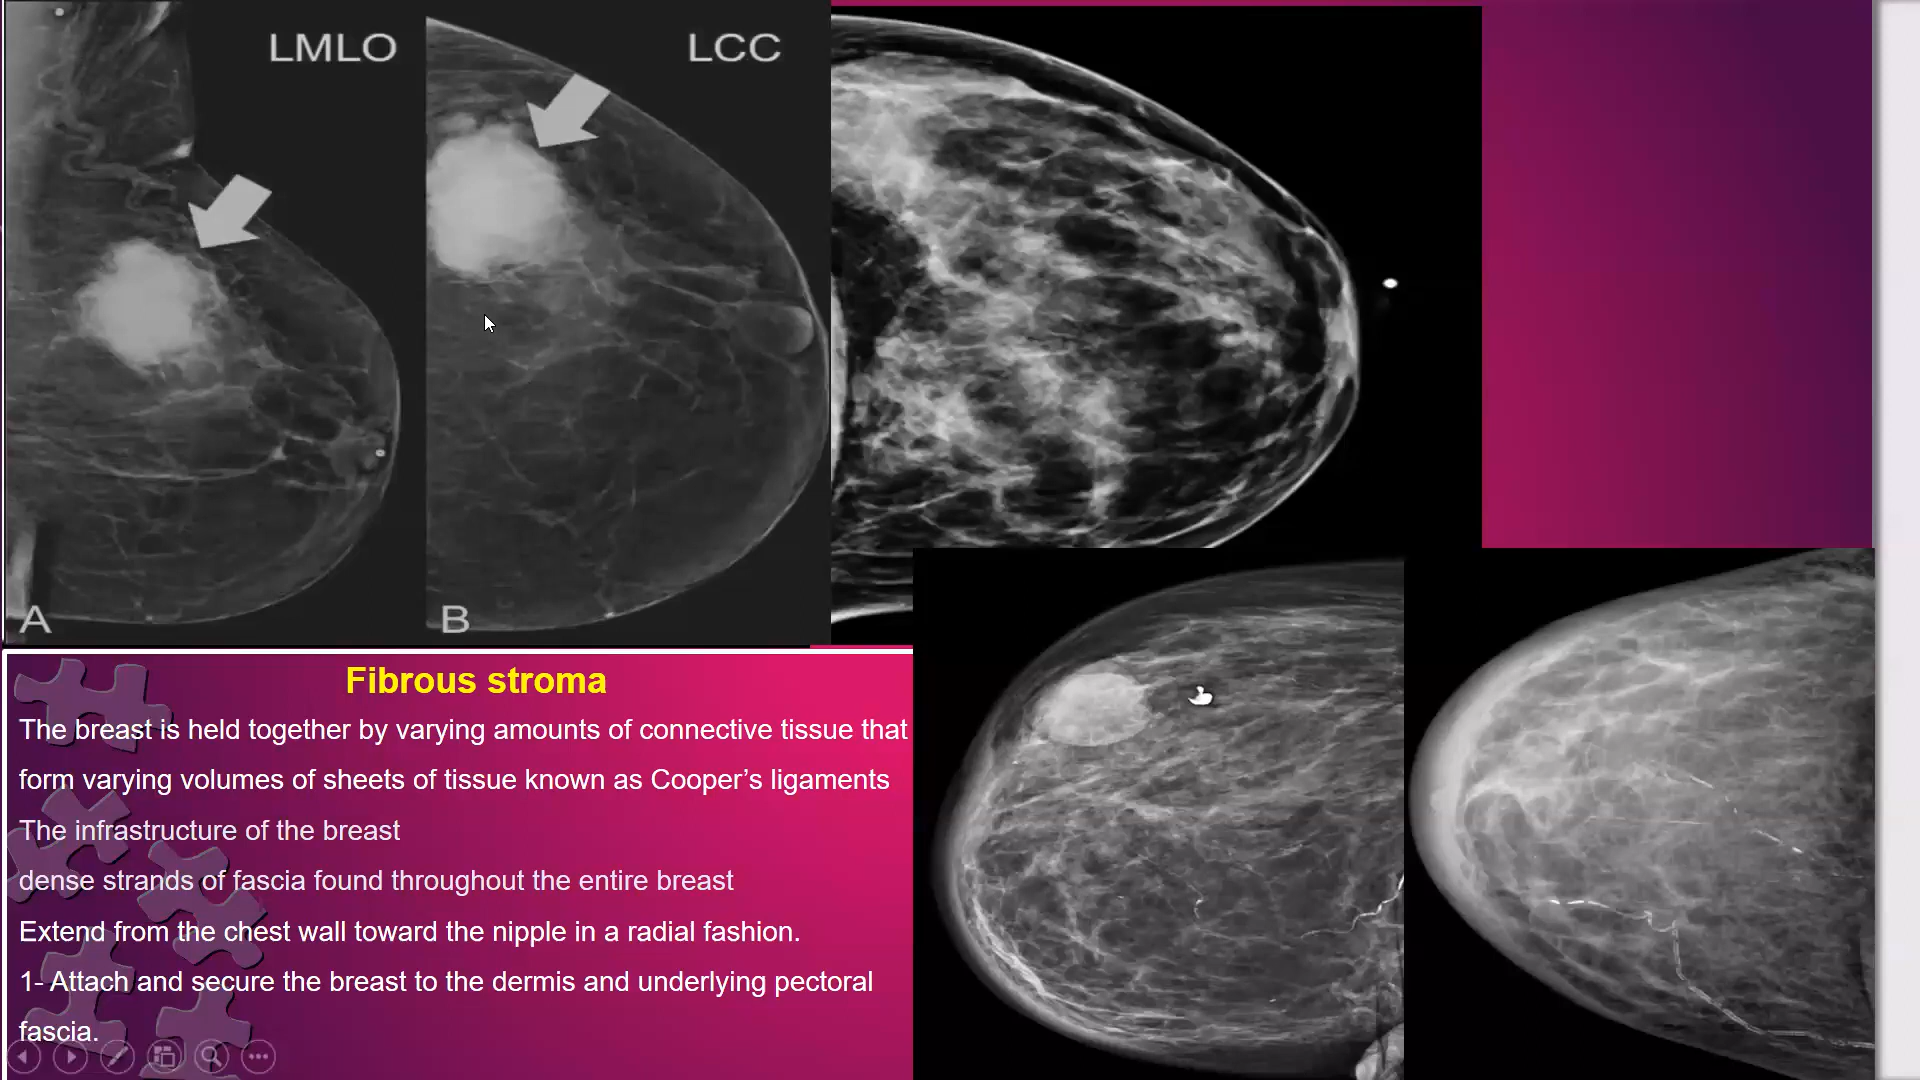 LMLO
LCC
A
B
Fibrous stroma
The breast is held together by varying amounts of connective tissue that
form varying volumes of sheets of tissue known as Cooper’s ligaments
The infrastructure of the breast
dense strands of fascia found throughout the entire breast
Extend from the chest wall toward the nipple in a radial fashion.
1- Attach and secure the breast to the dermis and underlying pectoral
fascia.